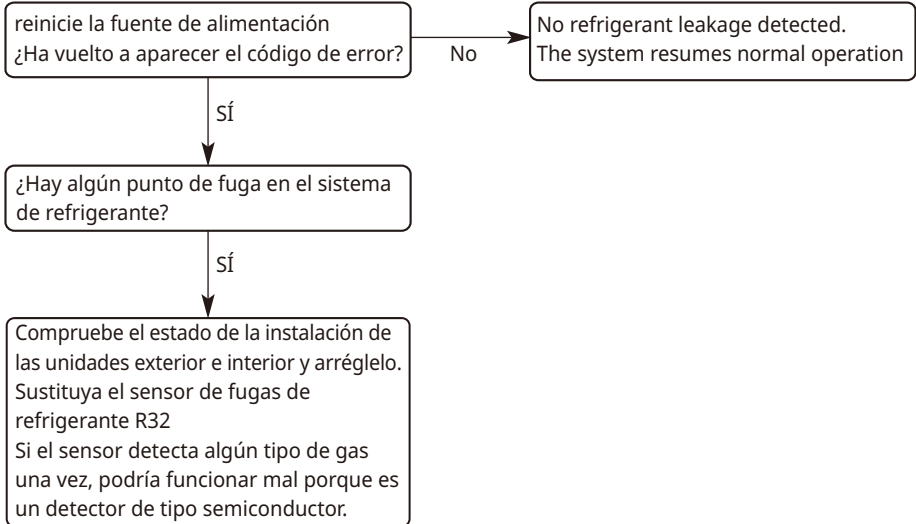 reinicie la fuente de alimentación
¿Ha vuelto a aparecer el código de error?
No
No refrigerant leakage detected.
The system resumes normal operation
SÍ
¿Hay algún punto de fuga en el sistema
de refrigerante?
SÍ
Compruebe el estado de la instalación de
las unidades exterior e interior y arréglelo.
Sustituya el sensor de fugas de
refrigerante R32
Si el sensor detecta algún tipo de gas
una vez, podría funcionar mal porque es
un detector de tipo semiconductor.